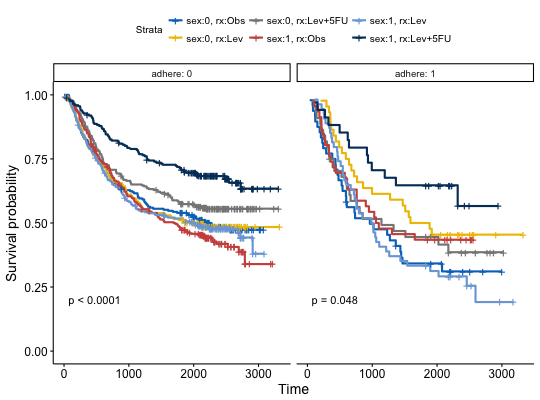 Strata
sex:0, rx:Obs sex:0, rx:Lev+5FU sex:1, rx:Lev
sex:0, rx:Lev sex:1, rx:Obs sex:1, rx:Lev+5FU
adhere: 0 adhere: 1
Survival probability
1.00
0.75
0.50
0.25
0.00
p < 0.0001 p = 0.048
0 1000 2000 3000 0 1000 2000 3000
Time